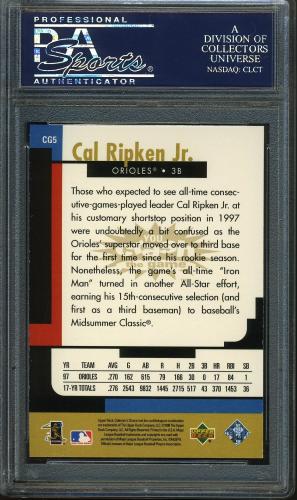 PROFESSIONAL
PSA
Sports
AUTHENTICATOR
A
DIVISION OF
COLLECTORS
UNIVERSE
NASDAQ: CLCT
CG5
Cal Ripken Jr.
ORIOLES • 3B
Those who expected to see all-time consec-
utive-games-played leader Cal Ripken Jr. at
his customary shortstop position in 1997
were undoubtedly a bit confused as the
Orioles' superstar moved over to third base
for the first time since his rookie season.
Nonetheless, the game's all-time "Iron
Man" turned in another All-Star effort,
earning his 15th-consecutive selection (and
first as a third baseman) to baseball's
Midsummer Classic®.
YR TEAM AVG G AB R H 2B 3B HR RBI SB
97 ORIOLES .270 162 615 79 166 30 0 17 84 1
17-YR TOTALS .276 2543 9832 1445 2715 517 43 370 1453 36
UPPER DECK